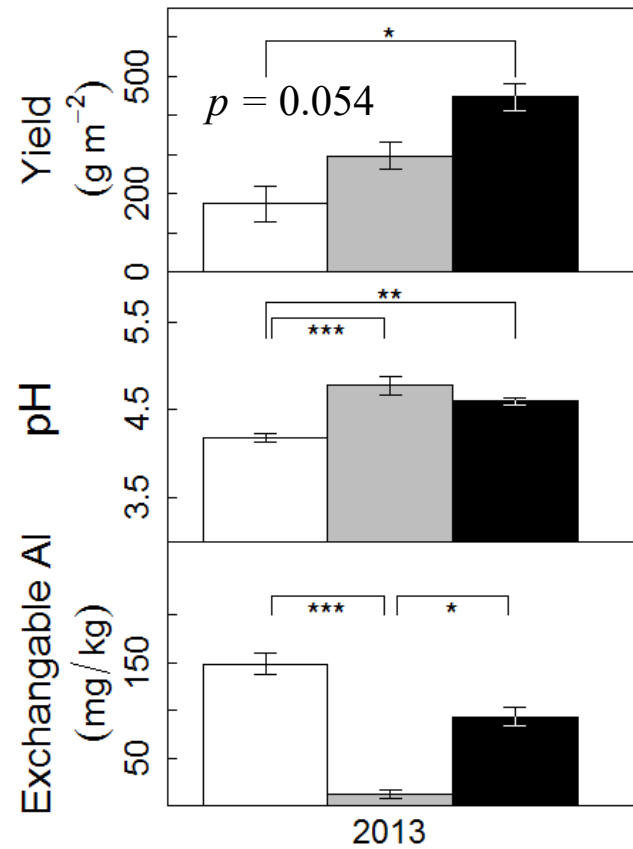 Yield
(g m−2)
500
200
0
*
p = 0.054
pH
5.5
4.5
3.5
**
***
Exchangable Al
(mg/kg)
150
50
***
*
2013